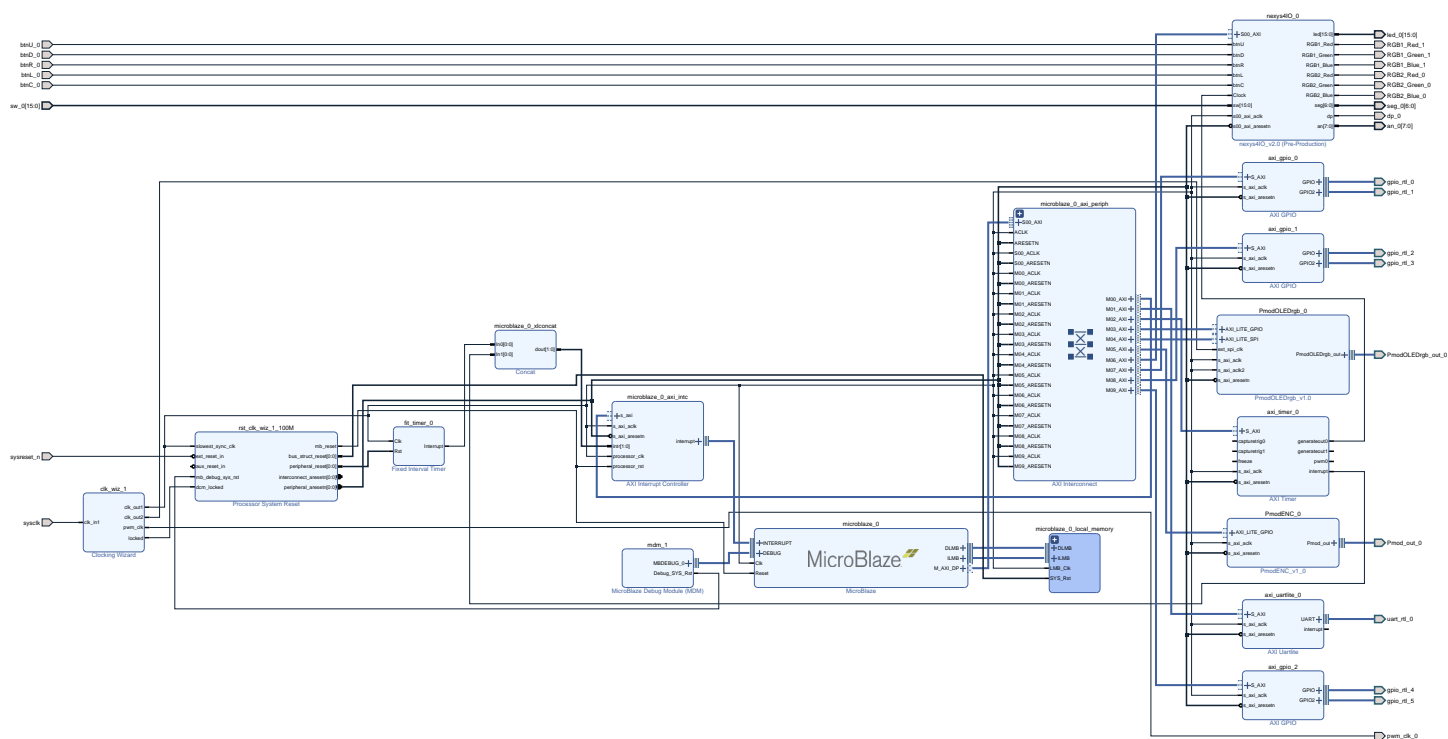 nexys4IO_0
S00_AXI
btnU
btnD
btnR
btnL
btnC
Clock
sw[15:0]
s00_axi_aclk
s00_axi_aresetn
led[15:0]
RGB1_Red
RGB1_Green
RGB1_Blue
RGB2_Red
RGB2_Green
RGB2_Blue
seg[6:0]
dp
an[7:0]
nexys4IO_v2.0 (Pre-Production)
btnU_0
btnD_0
btnR_0
btnL_0
btnC_0
sw_0[15:0]
led_0[15:0]
RGB1_Red_1
RGB1_Green_1
RGB1_Blue_1
RGB2_Red_0
RGB2_Green_0
RGB2_Blue_0
seg_0[6:0]
dp_0
an_0[7:0]
axi_gpio_0
S_AXI
s_axi_aclk
s_axi_aresetn
GPIO
GPIO2
AXI GPIO
gpio_rtl_0
gpio_rtl_1
axi_gpio_1
S_AXI
s_axi_aclk
s_axi_aresetn
GPIO
GPIO2
AXI GPIO
gpio_rtl_2
gpio_rtl_3
microblaze_0_axi_periph
S00_AXI
ACLK
ARESETN
S00_ACLK
S00_ARESETN
M00_ACLK
M00_ARESETN
M01_ACLK
M01_ARESETN
M02_ACLK
M02_ARESETN
M03_ACLK
M03_ARESETN
M04_ACLK
M04_ARESETN
M05_ACLK
M05_ARESETN
M06_ACLK
M06_ARESETN
M07_ACLK
M07_ARESETN
M08_ACLK
M08_ARESETN
M09_ACLK
M09_ARESETN
M00_AXI
M01_AXI
M02_AXI
M03_AXI
M04_AXI
M05_AXI
M06_AXI
M07_AXI
M08_AXI
M09_AXI
AXI Interconnect
PmodOLEDrgb_0
AXI_LITE_GPIO
AXI_LITE_SPI
ext_spi_clk
s_axi_aclk
s_axi_aclk2
s_axi_aresetn
PmodOLEDrgb_out
PmodOLEDrgb_v1.0
PmodOLEDrgb_out_0
microblaze_0_xlconcat
In0[0:0]
In1[0:0]
dout[1:0]
Concat
microblaze_0_axi_intc
s_axi
s_axi_aclk
s_axi_aresetn
intr[1:0]
processor_clk
processor_rst
interrupt
AXI Interrupt Controller
fit_timer_0
Clk
Rst
Interrupt
Fixed Interval Timer
rst_clk_wiz_1_100M
slowest_sync_clk
ext_reset_in
aux_reset_in
mb_debug_sys_rst
dcm_locked
mb_reset
bus_struct_reset[0:0]
peripheral_reset[0:0]
interconnect_aresetn[0:0]
peripheral_aresetn[0:0]
Processor System Reset
sysreset_n
axi_timer_0
S_AXI
capturetrig0
capturetrig1
freeze
s_axi_aclk
s_axi_aresetn
generateout0
generateout1
pwm0
interrupt
AXI Timer
clk_wiz_1
clk_in1
clk_out1
clk_out2
pwm_clk
locked
Clocking Wizard
sysclk
mdm_1
MBDEBUG_0
Debug_SYS_Rst
MicroBlaze Debug Module (MDM)
microblaze_0
INTERRUPT
DEBUG
Clk
Reset
MicroBlaze
DLMB
ILMB
M_AXI_DP
MicroBlaze
microblaze_0_local_memory
DLMB
ILMB
LMB_Clk
SYS_Rst
PmodENC_0
AXI_LITE_GPIO
s_axi_aclk
s_axi_aresetn
Pmod_out
PmodENC_v1_0
Pmod_out_0
axi_uartlite_0
S_AXI
s_axi_aclk
s_axi_aresetn
UART
interrupt
AXI Uartlite
uart_rtl_0
axi_gpio_2
S_AXI
s_axi_aclk
s_axi_aresetn
GPIO
GPIO2
AXI GPIO
gpio_rtl_4
gpio_rtl_5
pwm_clk_0